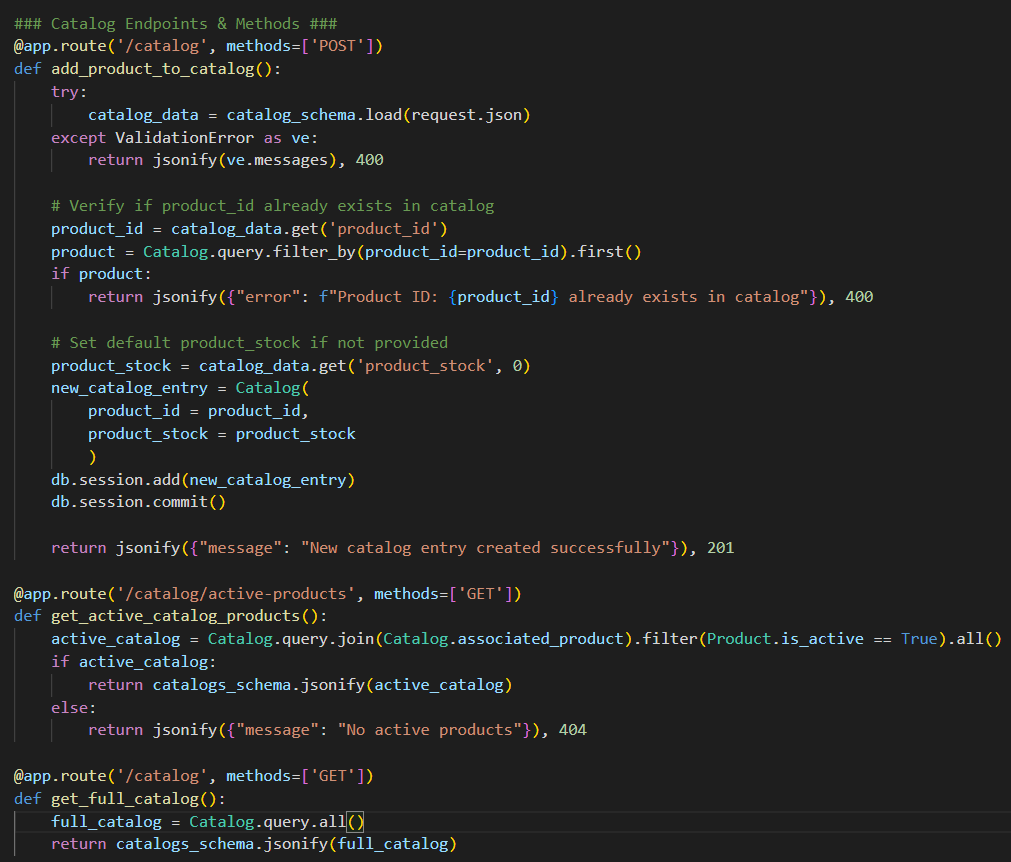 ### Catalog Endpoints & Methods ###
@app.route('/catalog', methods=['POST'])
def add_product_to_catalog():
    try:
        catalog_data = catalog_schema.load(request.json)
    except ValidationError as ve:
        return jsonify(ve.messages), 400

    # Verify if product_id already exists in catalog
    product_id = catalog_data.get('product_id')
    product = Catalog.query.filter_by(product_id=product_id).first()
    if product:
        return jsonify({"error": f"Product ID: {product_id} already exists in catalog"}), 400

    # Set default product_stock if not provided
    product_stock = catalog_data.get('product_stock', 0)
    new_catalog_entry = Catalog(
        product_id = product_id,
        product_stock = product_stock
        )
    db.session.add(new_catalog_entry)
    db.session.commit()

    return jsonify({"message": "New catalog entry created successfully"}), 201

@app.route('/catalog/active-products', methods=['GET'])
def get_active_catalog_products():
    active_catalog = Catalog.query.join(Catalog.associated_product).filter(Product.is_active == True).all()
    if active_catalog:
        return catalogs_schema.jsonify(active_catalog)
    else:
        return jsonify({"message": "No active products"}), 404

@app.route('/catalog', methods=['GET'])
def get_full_catalog():
    full_catalog = Catalog.query.all()
    return catalogs_schema.jsonify(full_catalog)